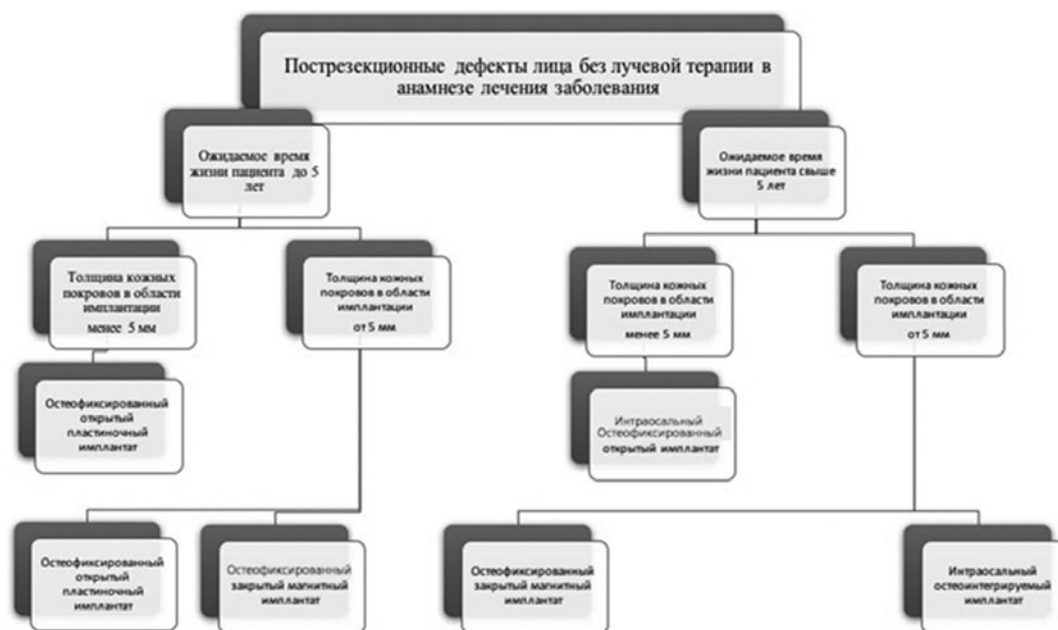 Пострезекционные дефекты лица без лучевой терапии в
анамнезе лечения заболевания
Ожидаемое время
жизни пациента до 5
лет
Ожидаемое время
жизни пациента свыше
5 лет
Толщина кожных
покровов в области
имплантации
менее 5 мм
Толщина кожных
покровов в области
имплантации
от 5 мм
Толщина кожных
покровов в области
имплантации
менее 5 мм
Толщина кожных
покровов в области
имплантации
от 5 мм
Остеофиксированный
открытый
пластиночный
имплантат
Интраосальный
Остеофиксированный
открытый имплантат
Остеофиксированный
открытый
пластиночный
имплантат
Остеофиксированный
закрытый магнитный
имплантат
Остеофиксированный
закрытый магнитный
имплантат
Интраосальный
остеоинтегрируемый
имплантат